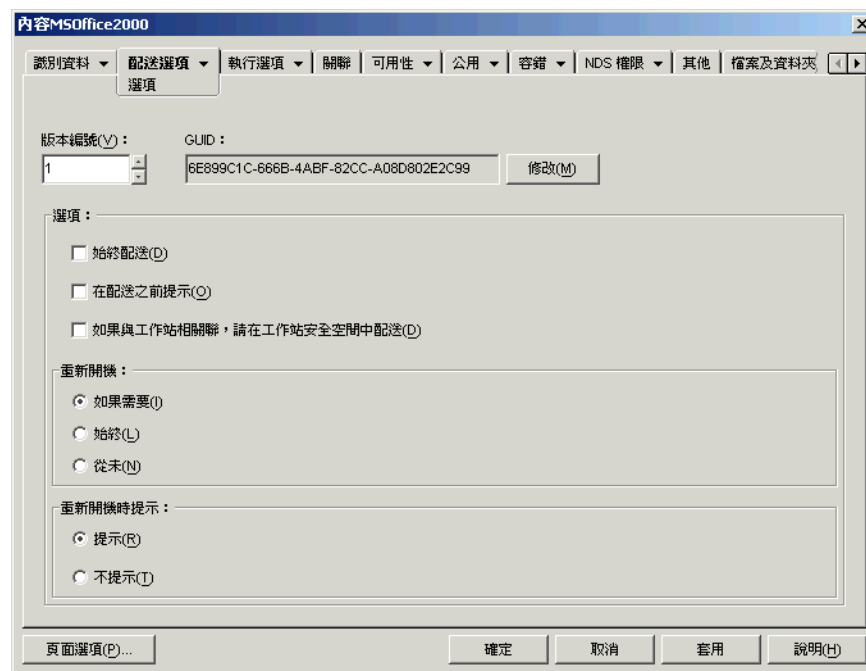 內容MSOffice2000
識別資料 配送選項 執行選項 關聯 可用性 公用 容錯 NDS 權限 其他 檔案及資料夾
選項
版本編號(V)： GUID：
1 6E899C1C-666B-4ABF-82CC-A08D802E2C99 修改(M)
選項：
始終配送(D)
在配送之前提示(O)
如果與工作站相關聯，請在工作站安全空間中配送(D)
重新開機：
如果需要(I)
始終(L)
從未(N)
重新開機時提示：
提示(R)
不提示(T)
頁面選項(P)... 確定 取消 套用 說明(H)